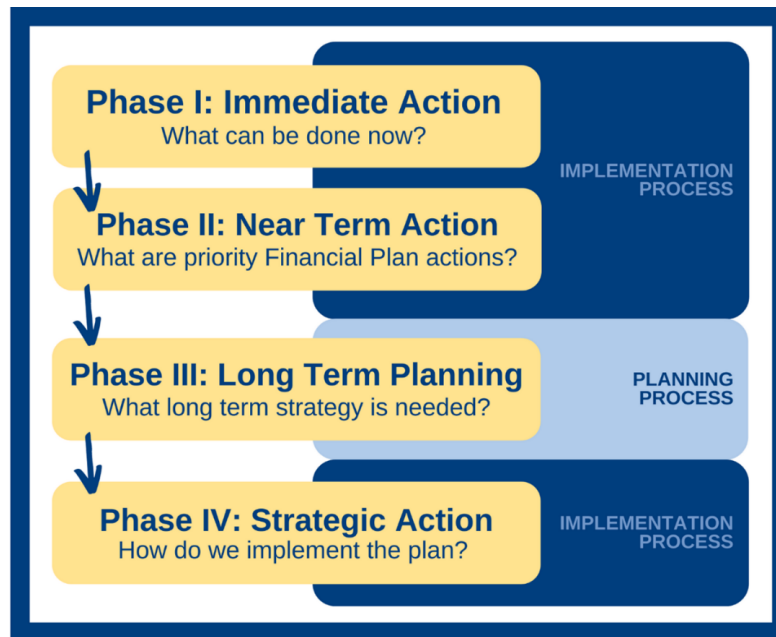 Phase I: Immediate Action
What can be done now?
IMPLEMENTATION
PROCESS
Phase II: Near Term Action
What are priority Financial Plan actions?
Phase III: Long Term Planning
What long term strategy is needed?
PLANNING
PROCESS
Phase IV: Strategic Action
How do we implement the plan?
IMPLEMENTATION
PROCESS